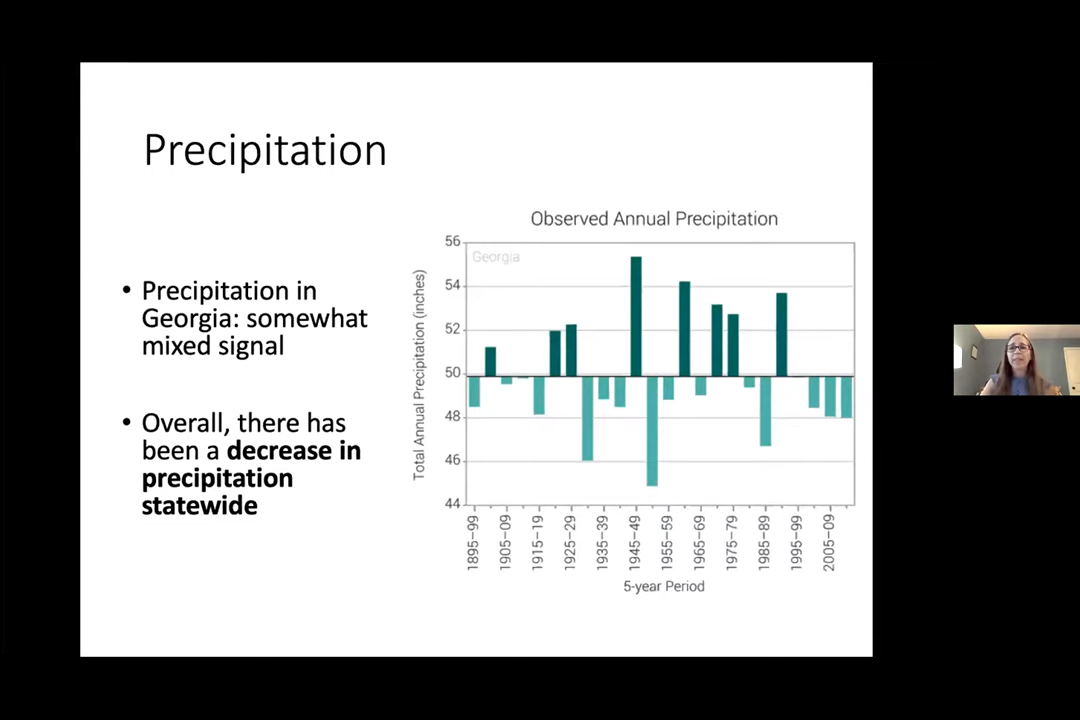 Precipitation
• Precipitation in
Georgia: somewhat
mixed signal
• Overall, there has
been a decrease in
precipitation
statewide
Observed Annual Precipitation
Georgia
Total Annual Precipitation (inches)
56
54
52
50
48
46
44
1895–99
1905–09
1915–19
1925–29
1935–39
1945–49
1955–59
1965–69
1975–79
1985–89
1995–99
2005–09
5-year Period